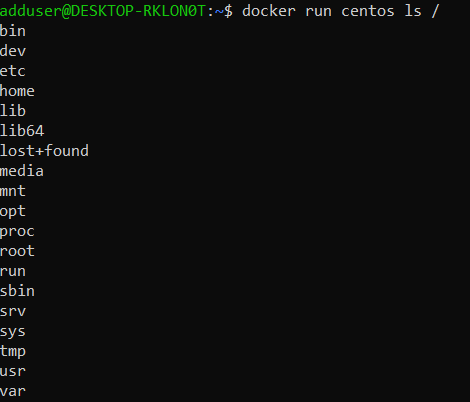 adduser@DESKTOP-RKLON0T:~$ docker run centos ls /
bin
dev
etc
home
lib
lib64
lost+found
media
mnt
opt
proc
root
run
sbin
srv
sys
tmp
usr
var